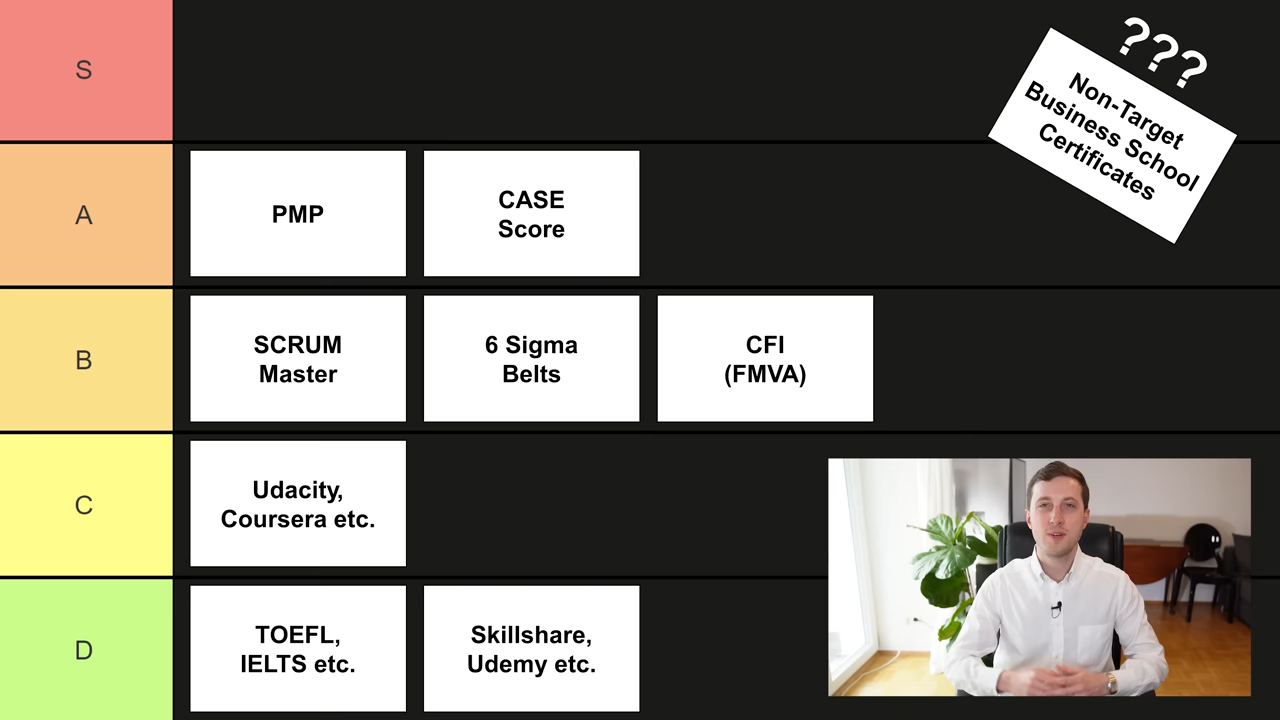 S
???
Non-Target
Business School
Certificates
A
PMP
CASE
Score
B
SCRUM
Master
6 Sigma
Belts
CFI
(FMVA)
C
Udacity,
Coursera etc.
D
TOEFL,
IELTS etc.
Skillshare,
Udemy etc.